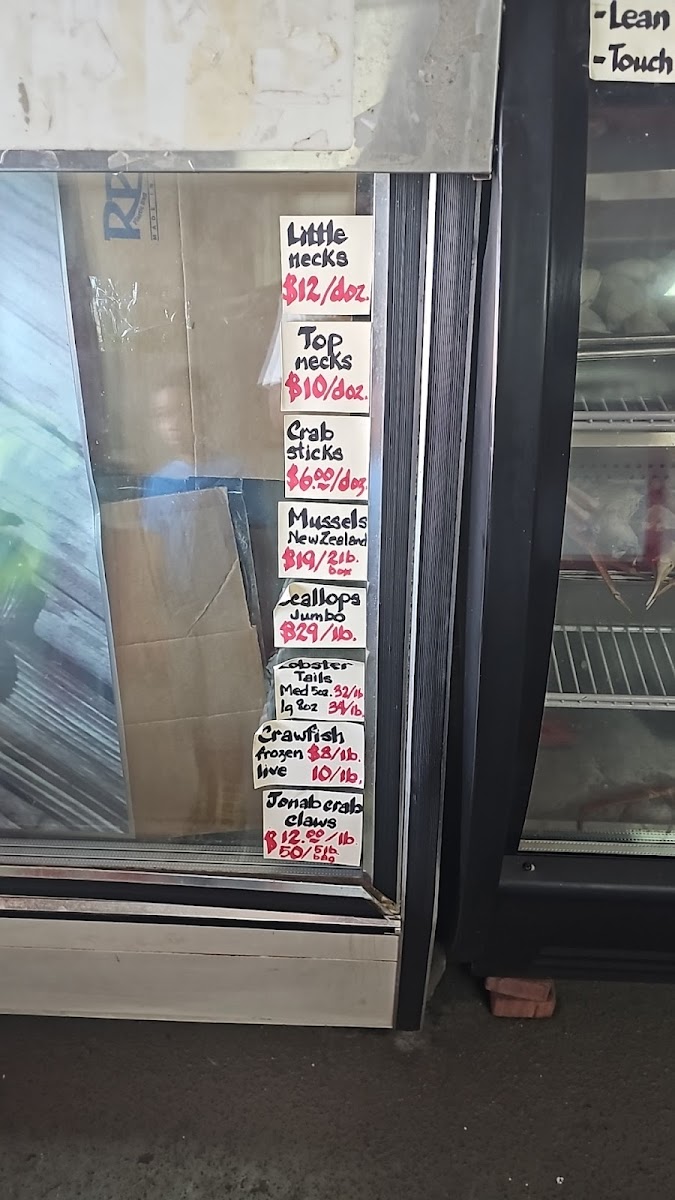 -Lean
-Touch
Little
necks
$12/doz.
Top
necks
$10/doz.
Crab
sticks
$6.00/doz.
Mussels
New Zealand
$19/2lb.
box
callops
Jumbo
$29/lb.
Lobster
Tails
Med 5oz. 32/lb
lg 8oz 34/lb.
Crawfish
frozen $8/lb.
live 10/lb.
Jonah crab
claws
$12.00/lb
50/5lb.
bag